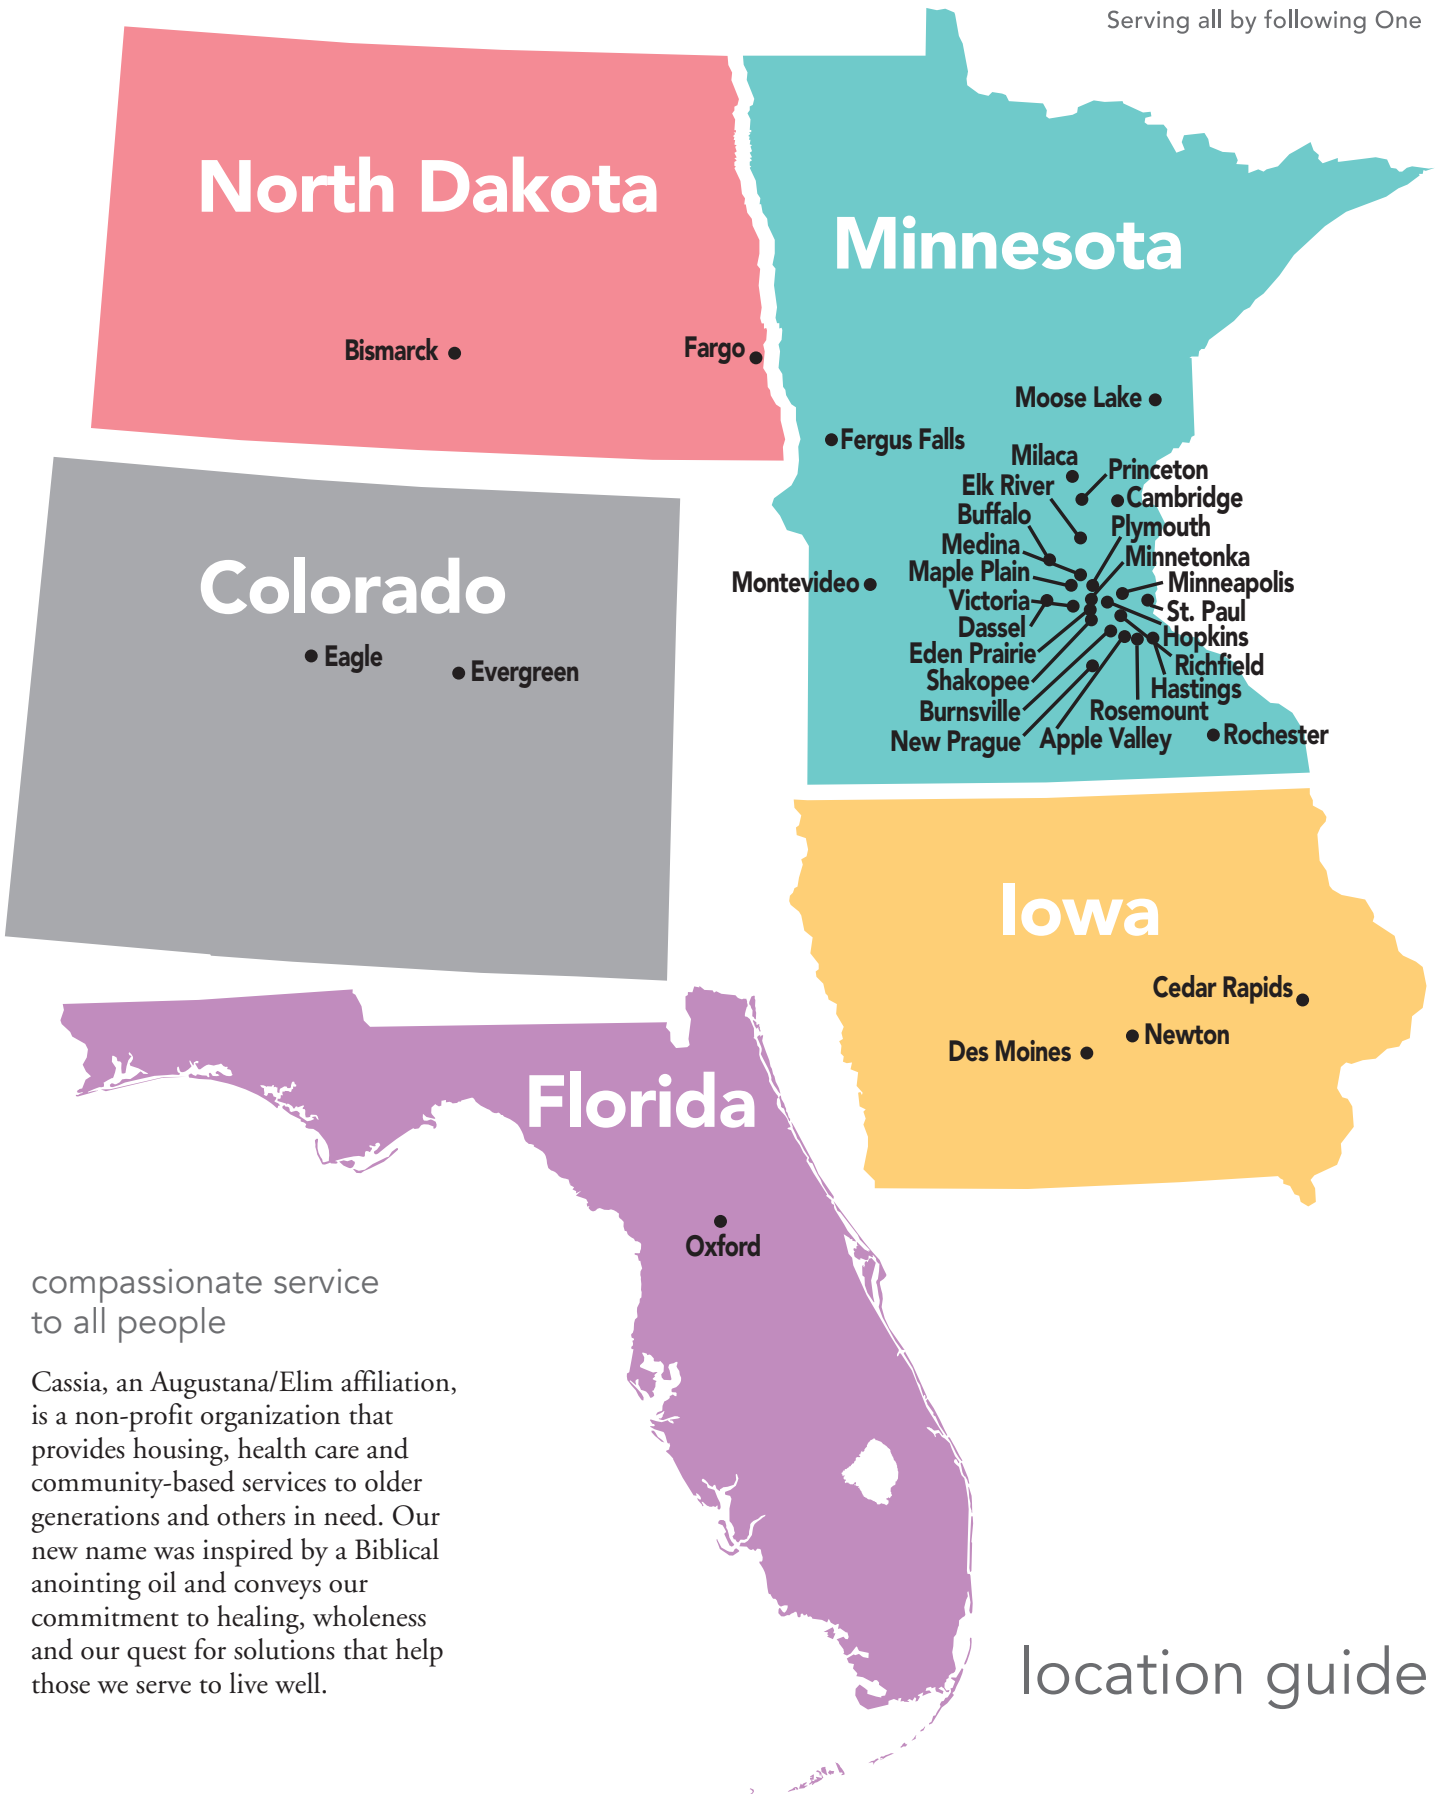 Serving all by following One
North Dakota
Bismarck
Fargo
Minnesota
Moose Lake
Fergus Falls
Milaca
Princeton
Elk River
Cambridge
Buffalo
Plymouth
Medina
Minnetonka
Maple Plain
Minneapolis
Montevideo
Victoria
St. Paul
Dassel
Hopkins
Eden Prairie
Richfield
Shakopee
Hastings
Burnsville
Rosemount
New Prague
Apple Valley
Rochester
Colorado
Eagle
Evergreen
Iowa
Cedar Rapids
Newton
Des Moines
Florida
Oxford
compassionate service
to all people
Cassia, an Augustana/Elim affiliation,
is a non-profit organization that
provides housing, health care and
community-based services to older
generations and others in need. Our
new name was inspired by a Biblical
anointing oil and conveys our
commitment to healing, wholeness
and our quest for solutions that help
those we serve to live well.
location guide